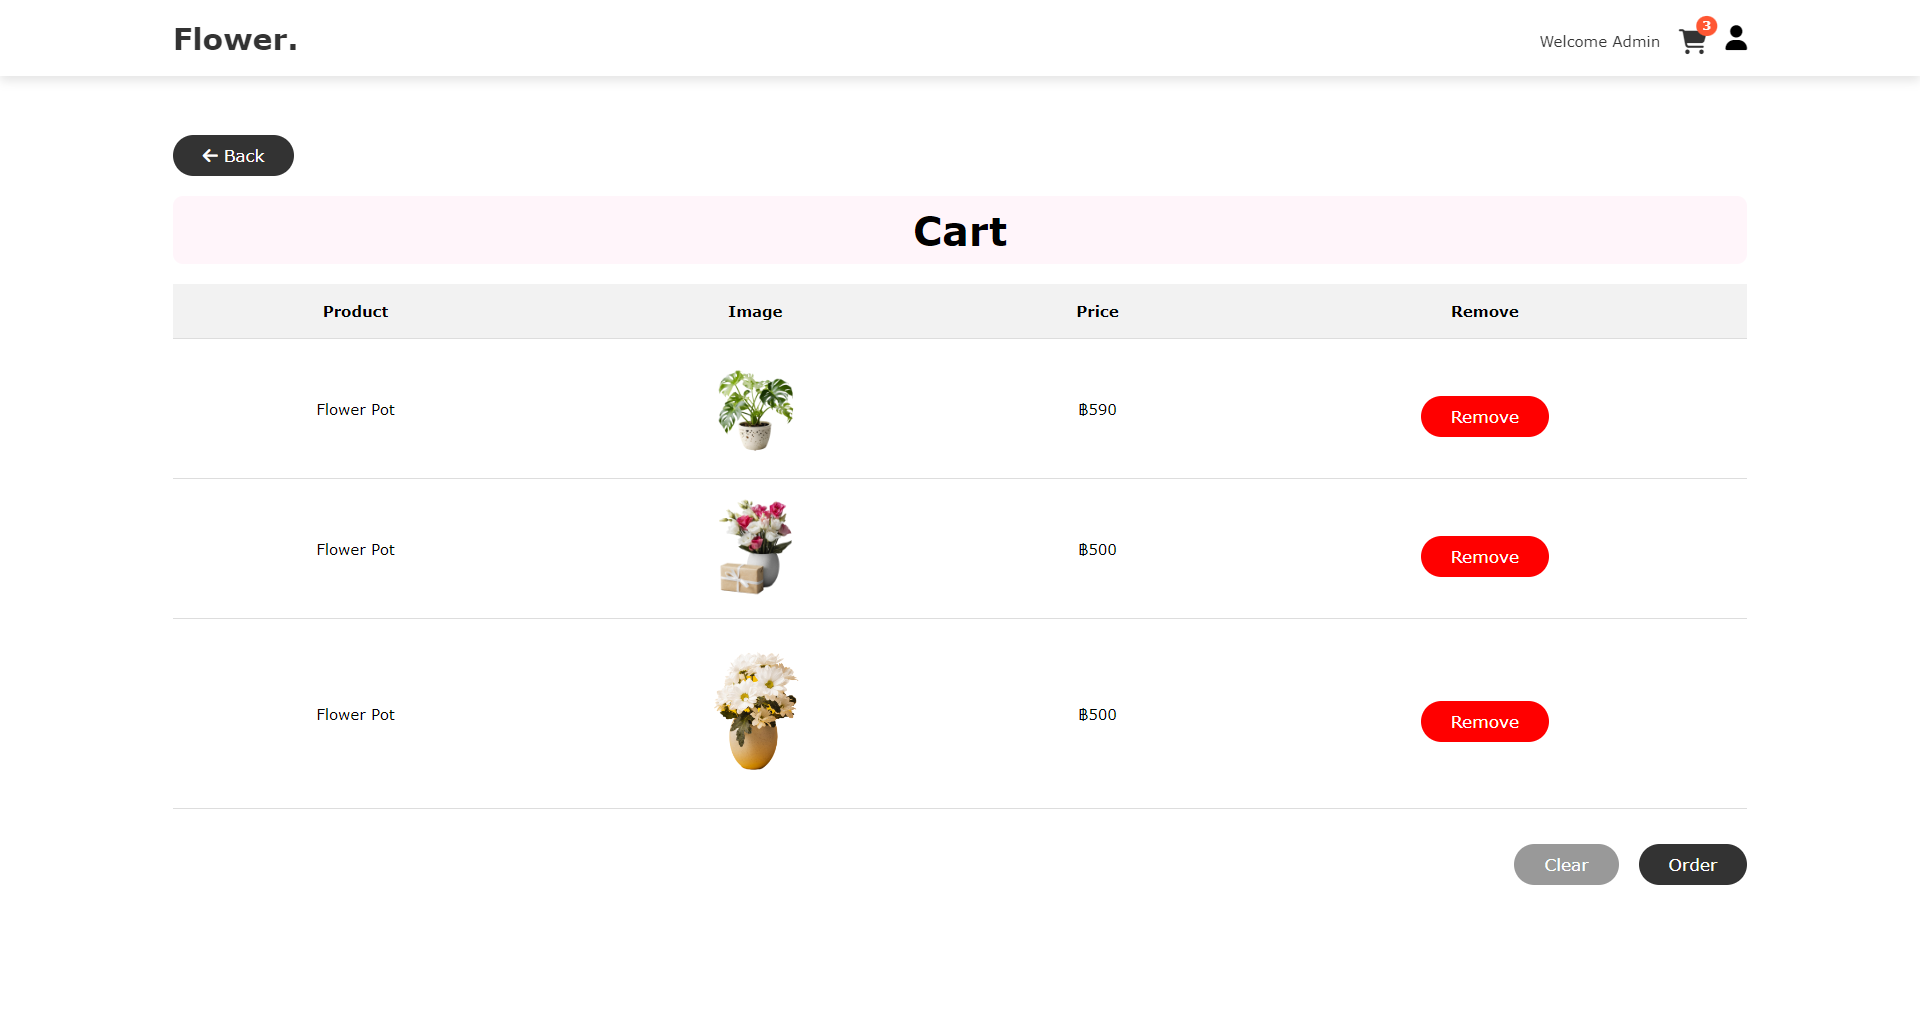 Flower.
Welcome Admin
3
Back
Cart
Product Image Price Remove
Flower Pot ฿590 Remove
Flower Pot ฿500 Remove
Flower Pot ฿500 Remove
Clear Order